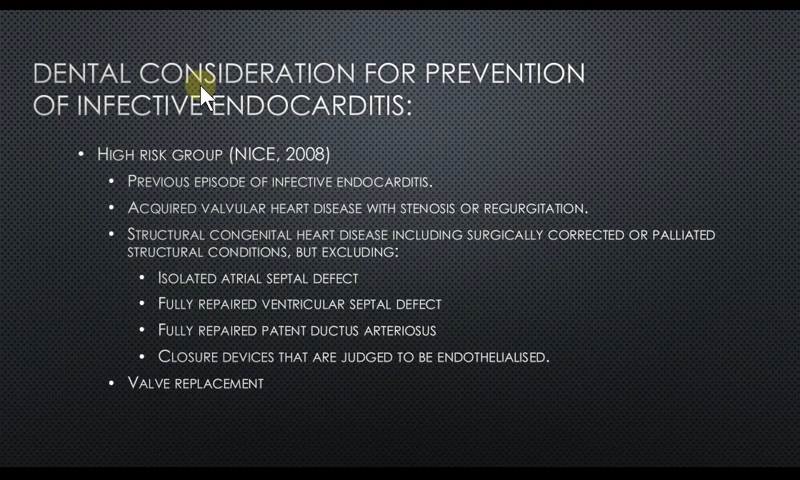 DENTAL CONSIDERATION FOR PREVENTION
OF INFECTIVE ENDOCARDITIS:
• HIGH RISK GROUP (NICE, 2008)
• PREVIOUS EPISODE OF INFECTIVE ENDOCARDITIS.
• ACQUIRED VALVULAR HEART DISEASE WITH STENOSIS OR REGURGITATION.
• STRUCTURAL CONGENITAL HEART DISEASE INCLUDING SURGICALLY CORRECTED OR PALLIATED
STRUCTURAL CONDITIONS, BUT EXCLUDING:
• ISOLATED ATRIAL SEPTAL DEFECT
• FULLY REPAIRED VENTRICULAR SEPTAL DEFECT
• FULLY REPAIRED PATENT DUCTUS ARTERIOSUS
• CLOSURE DEVICES THAT ARE JUDGED TO BE ENDOTHELIALISED.
• VALVE REPLACEMENT